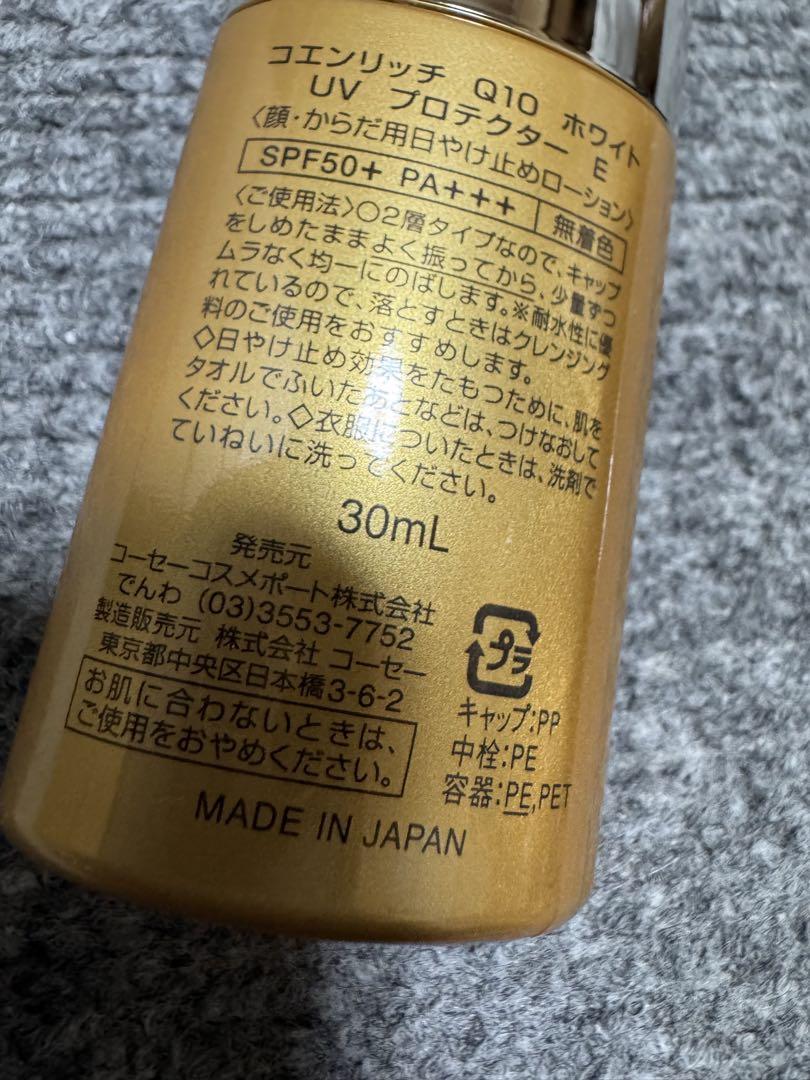 コエンリッチ Q10 ホワイト
UV プロテクター E
〈顔・からだ用日やけ止めローション〉
SPF50+ PA+++ 無着色
〈ご使用法〉○2層タイプなので、キャップ
をしめたままよく振ってから、少量ずつ
ムラなく均一にのばします。※耐水性に優
れているので、落とすときはクレンジング
料のご使用をおすすめします。
◇日やけ止め効果をたもつために、肌を
タオルでふいたあとなどは、つけなおして
ください。◇衣服についたときは、洗剤で
ていねいに洗ってください。
30mL
発売元
コーセーコスメポート株式会社
でんわ (03)3553-7752
製造販売元 株式会社 コーセー
東京都中央区日本橋3-6-2
お肌に合わないときは、
ご使用をおやめください。
プラ
キャップ:PP
中栓:PE
容器:PE,PET
MADE IN JAPAN